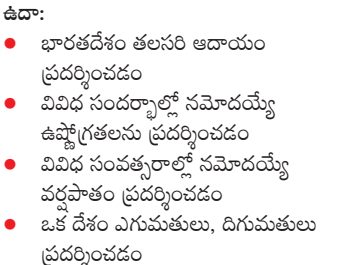 ఉదా:
● భారతదేశం తలసరి ఆదాయం
ప్రదర్శించడం
● వివిధ సందర్భాల్లో నమోదయ్యే
ఉష్ణోగ్రతలను ప్రదర్శించడం
● వివిధ సంవత్సరాల్లో నమోదయ్యే
వర్షపాతం ప్రదర్శించడం
● ఒక దేశం ఎగుమతులు, దిగుమతులు
ప్రదర్శించడం